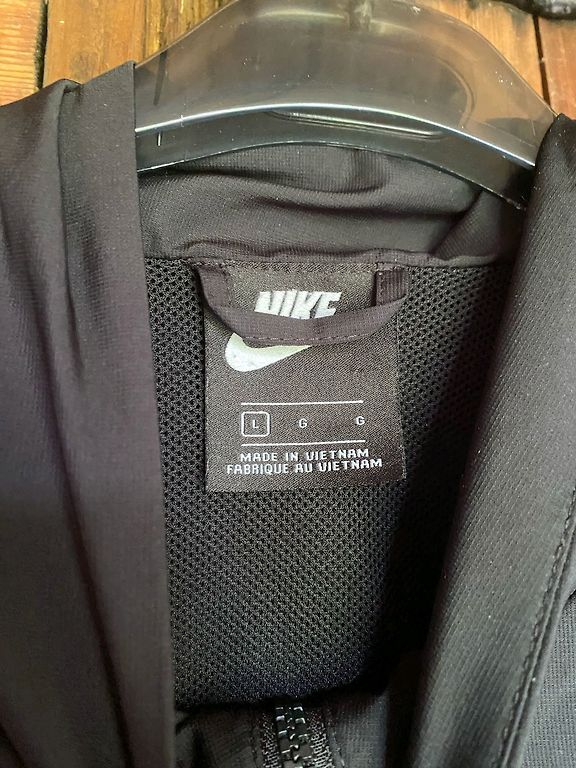 NIKE
L G G
MADE IN VIETNAM
FABRIQUE AU VIETNAM